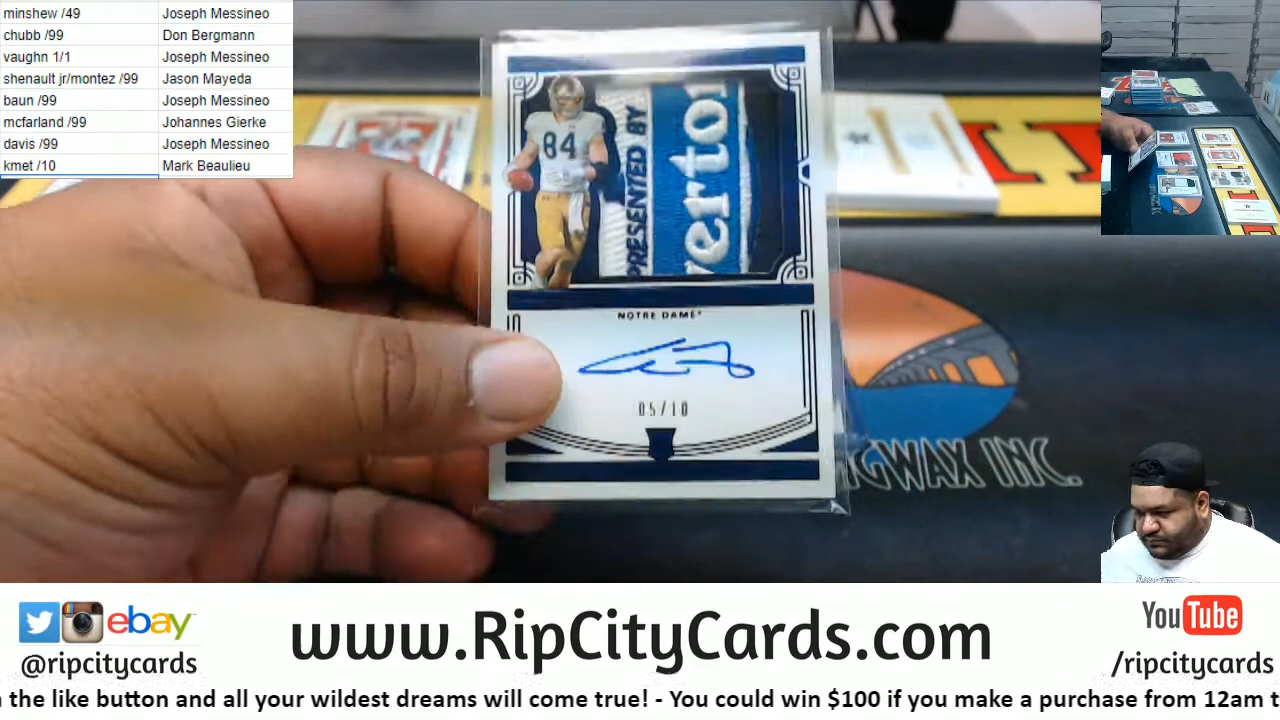 minshew /49 Joseph Messineo
chubb /99 Don Bergmann
vaughn 1/1 Joseph Messineo
shenault jr/montez /99 Jason Mayeda
baun /99 Joseph Messineo
mcfarland /99 Johannes Gierke
davis /99 Joseph Messineo
kmet /10 Mark Beaulieu
84
PRESENTED BY
verto
NOTRE DAME
05/10
GWAX INC.
ebay
@ripcitycards
www.RipCityCards.com
You Tube
/ripcitycards
the like button and all your wildest dreams will come true! - You could win $100 if you make a purchase from 12am t